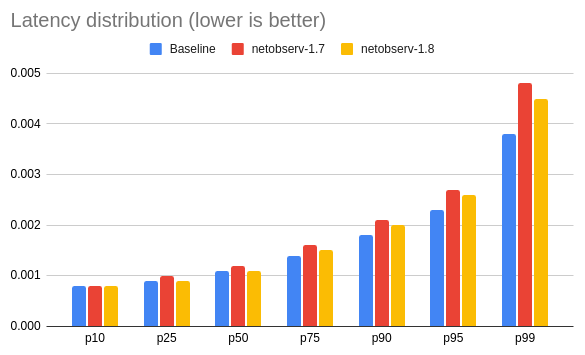 Latency distribution (lower is better)
Baseline netobserv-1.7 netobserv-1.8
0.005
0.004
0.003
0.002
0.001
0.000
p10 p25 p50 p75 p90 p95 p99